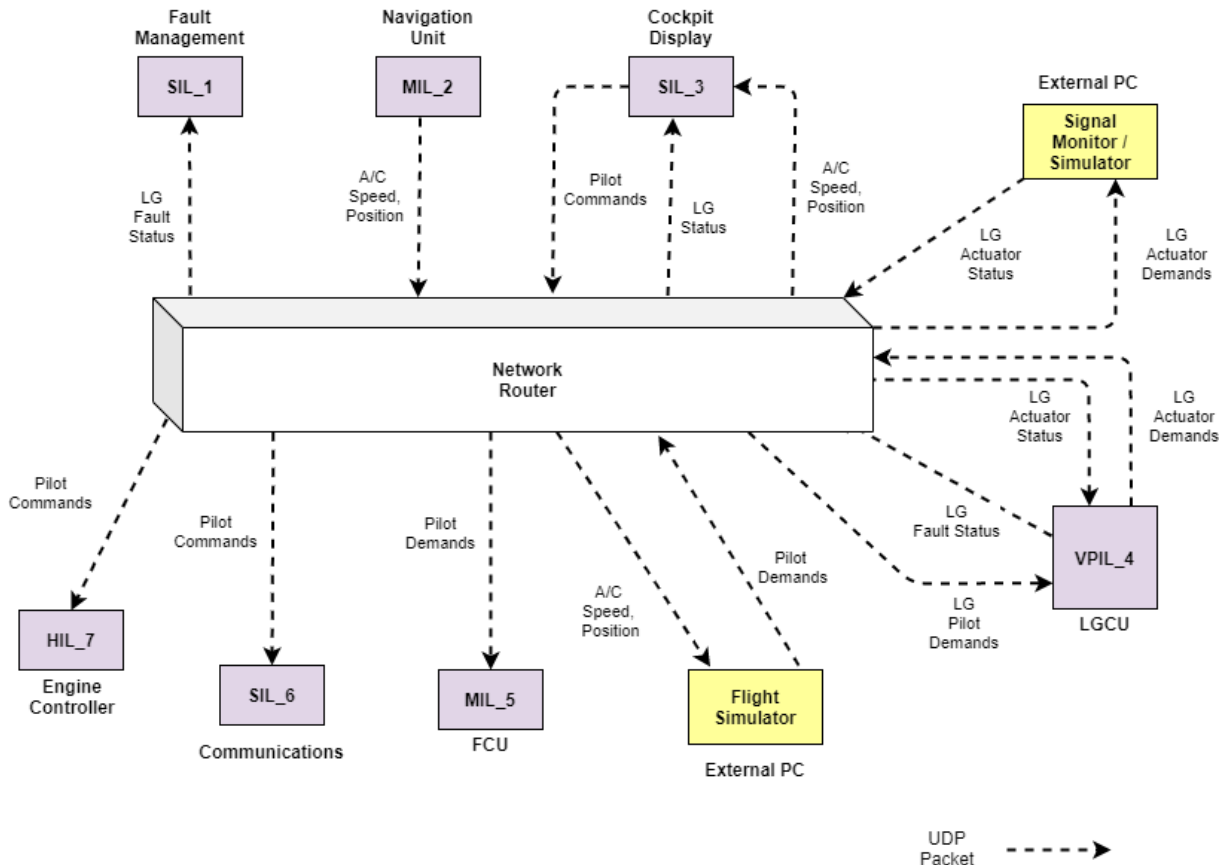 Fault
Management
SIL_1
Navigation
Unit
MIL_2
Cockpit
Display
SIL_3
External PC
Signal
Monitor /
Simulator
LG
Fault
Status
A/C
Speed,
Position
Pilot
Commands
LG
Status
A/C
Speed,
Position
LG
Actuator
Status
LG
Actuator
Demands
Network
Router
LG
Actuator
Status
LG
Actuator
Demands
Pilot
Commands
Pilot
Commands
Pilot
Demands
A/C
Speed,
Position
Pilot
Demands
LG
Fault Status
LG
Pilot
Demands
VPIL_4
LGCU
HIL_7
Engine
Controller
SIL_6
Communications
MIL_5
FCU
Flight
Simulator
External PC
UDP
Packet